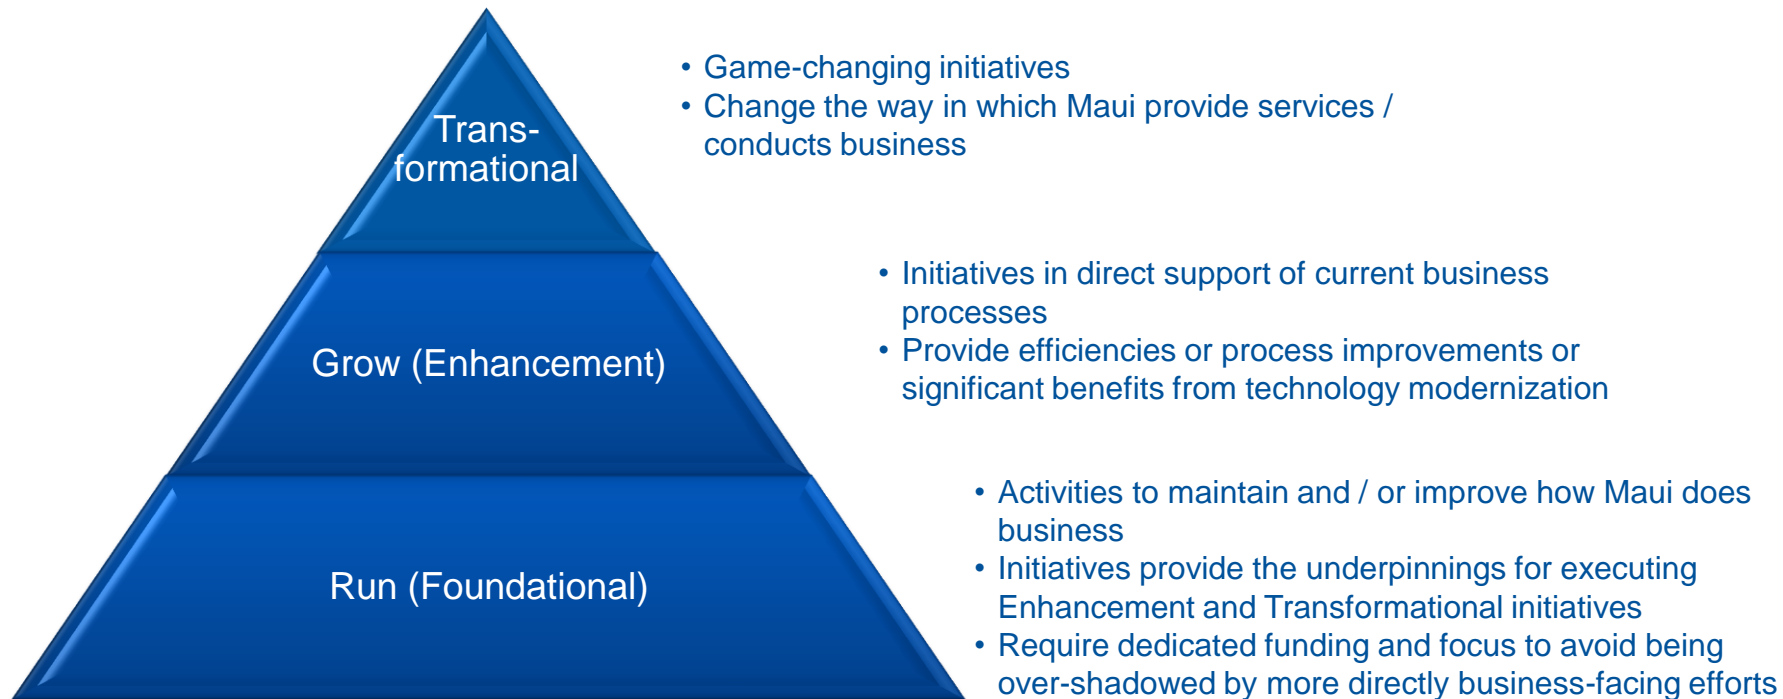 Trans-
formational
• Game-changing initiatives
• Change the way in which Maui provide services /
conducts business
Grow (Enhancement)
• Initiatives in direct support of current business
processes
• Provide efficiencies or process improvements or
significant benefits from technology modernization
Run (Foundational)
• Activities to maintain and / or improve how Maui does
business
• Initiatives provide the underpinnings for executing
Enhancement and Transformational initiatives
• Require dedicated funding and focus to avoid being
over-shadowed by more directly business-facing efforts